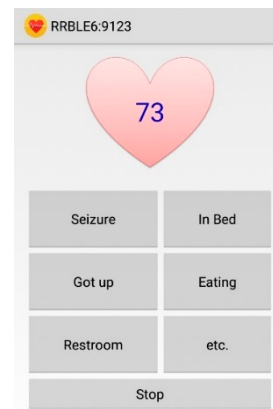 RRBLE6:9123
73
Seizure
In Bed
Got up
Eating
Restroom
etc.
Stop